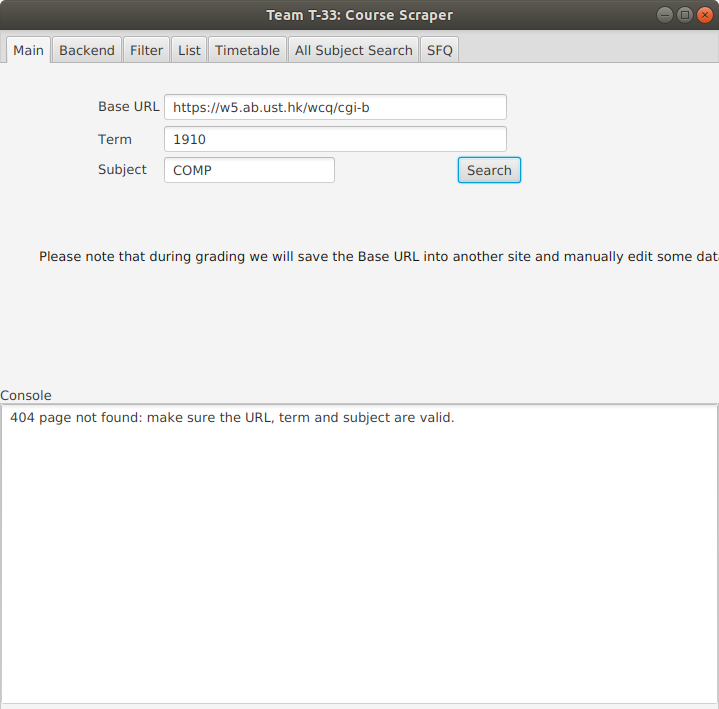 Team T-33: Course Scraper
Main Backend Filter List Timetable All Subject Search SFQ
Base URL https://w5.ab.ust.hk/wcq/cgi-b
Term 1910
Subject COMP Search
Please note that during grading we will save the Base URL into another site and manually edit some dat
Console
404 page not found: make sure the URL, term and subject are valid.